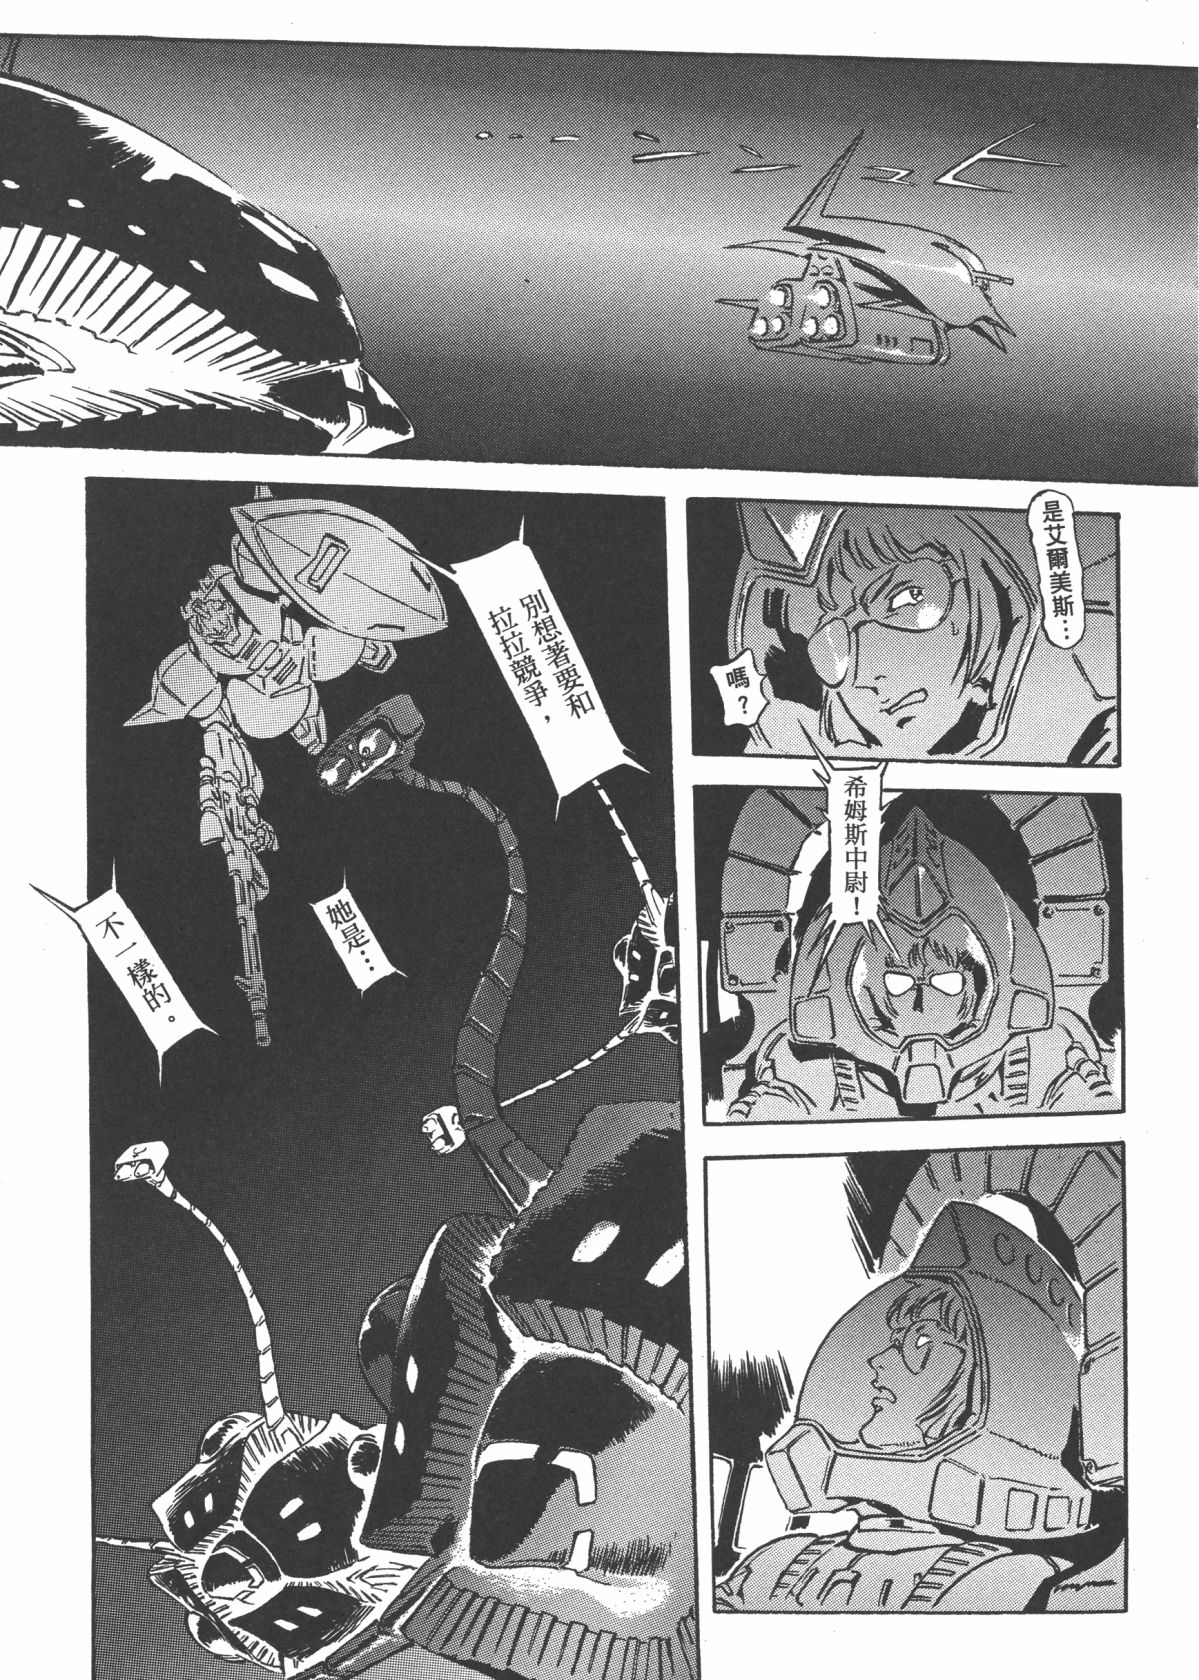 是艾爾美斯…
嗎？
希姆斯中尉！
別想著要和
拉拉競爭，
她是…
不一樣的。